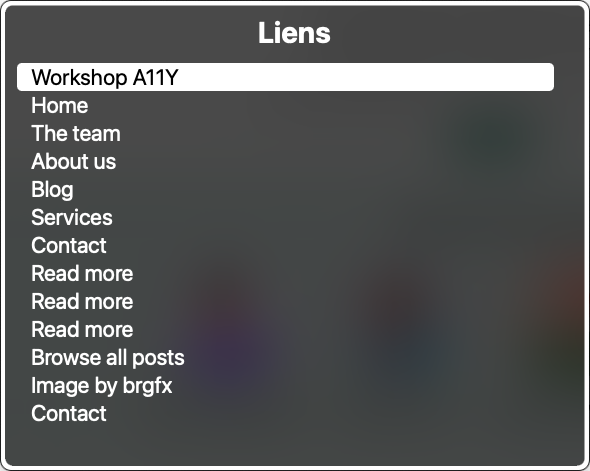 Liens
Workshop A11Y
Home
The team
About us
Blog
Services
Contact
Read more
Read more
Read more
Browse all posts
Image by brgfx
Contact